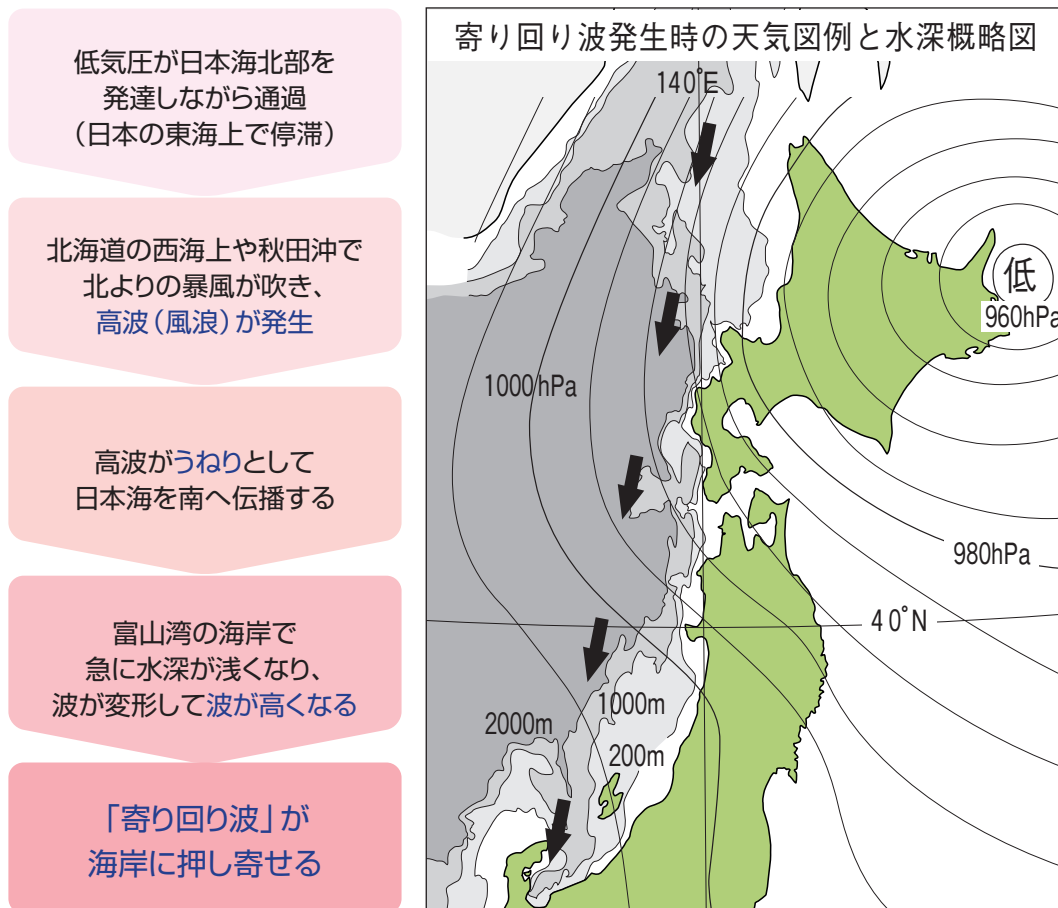 低気圧が日本海北部を
発達しながら通過
（日本の東海上で停滞）
北海道の西海上や秋田沖で
北よりの暴風が吹き、
高波（風浪）が発生
高波がうねりとして
日本海を南へ伝播する
富山湾の海岸で
急に水深が浅くなり、
波が変形して波が高くなる
「寄り回り波」が
海岸に押し寄せる
寄り回り波発生時の天気図例と水深概略図
140°E
低
960hPa
1000hPa
980hPa
40°N
1000m
2000m
200m